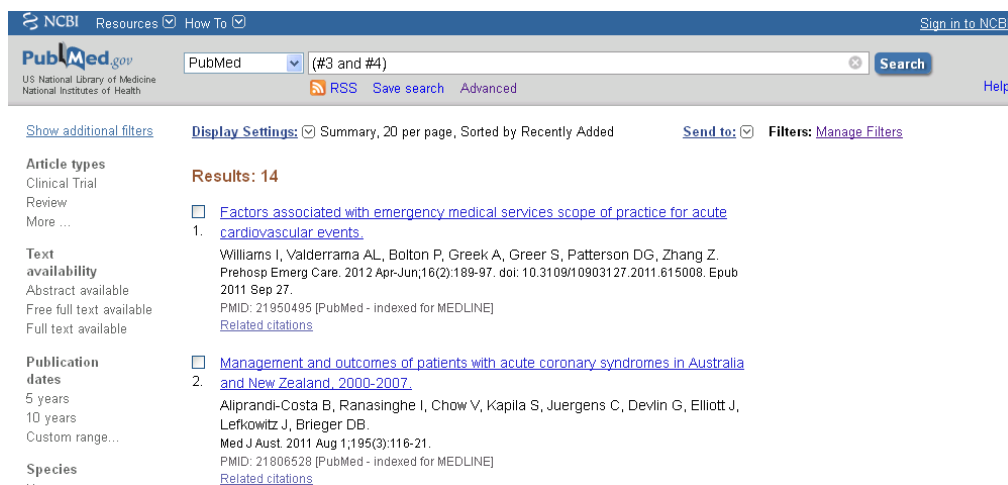 NCBI Resources How To Sign in to NCB
PubMed.gov
US National Library of Medicine
National Institutes of Health
PubMed (#3 and #4) Search
RSS Save search Advanced Help
Show additional filters
Display Settings: Summary, 20 per page, Sorted by Recently Added Send to: Filters: Manage Filters
Article types
Clinical Trial
Review
More ...
Text
availability
Abstract available
Free full text available
Full text available
Publication
dates
5 years
10 years
Custom range...
Species
Results: 14
1. Factors associated with emergency medical services scope of practice for acute
cardiovascular events.
Williams I, Valderrama AL, Bolton P, Greek A, Greer S, Patterson DG, Zhang Z.
Prehosp Emerg Care. 2012 Apr-Jun;16(2):189-97. doi: 10.3109/10903127.2011.615008. Epub
2011 Sep 27.
PMID: 21950495 [PubMed - indexed for MEDLINE]
Related citations
2. Management and outcomes of patients with acute coronary syndromes in Australia
and New Zealand, 2000-2007.
Aliprandi-Costa B, Ranasinghe I, Chow V, Kapila S, Juergens C, Devlin G, Elliott J,
Lefkowitz J, Brieger DB.
Med J Aust. 2011 Aug 1;195(3):116-21.
PMID: 21806528 [PubMed - indexed for MEDLINE]
Related citations